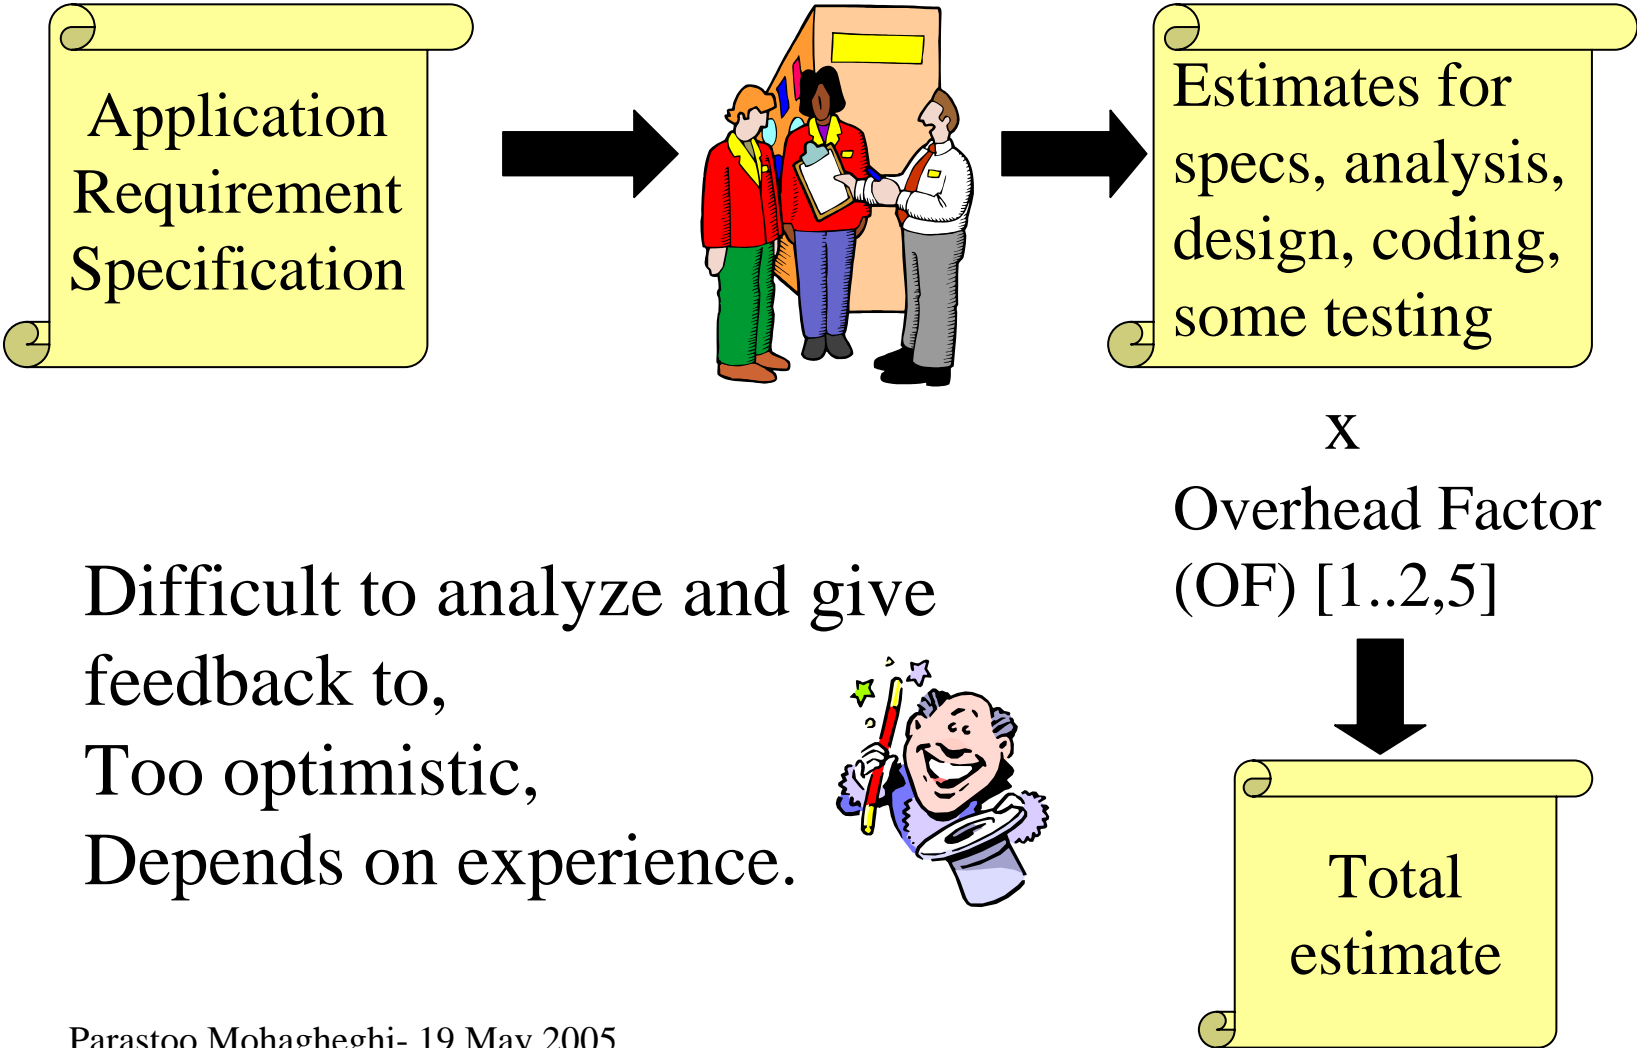 Application
Requirement
Specification
Estimates for
specs, analysis,
design, coding,
some testing
x
Overhead Factor
(OF) [1..2,5]
Difficult to analyze and give
feedback to,
Too optimistic,
Depends on experience.
Total
estimate
Parastoo Mohagheghi- 19 May 2005